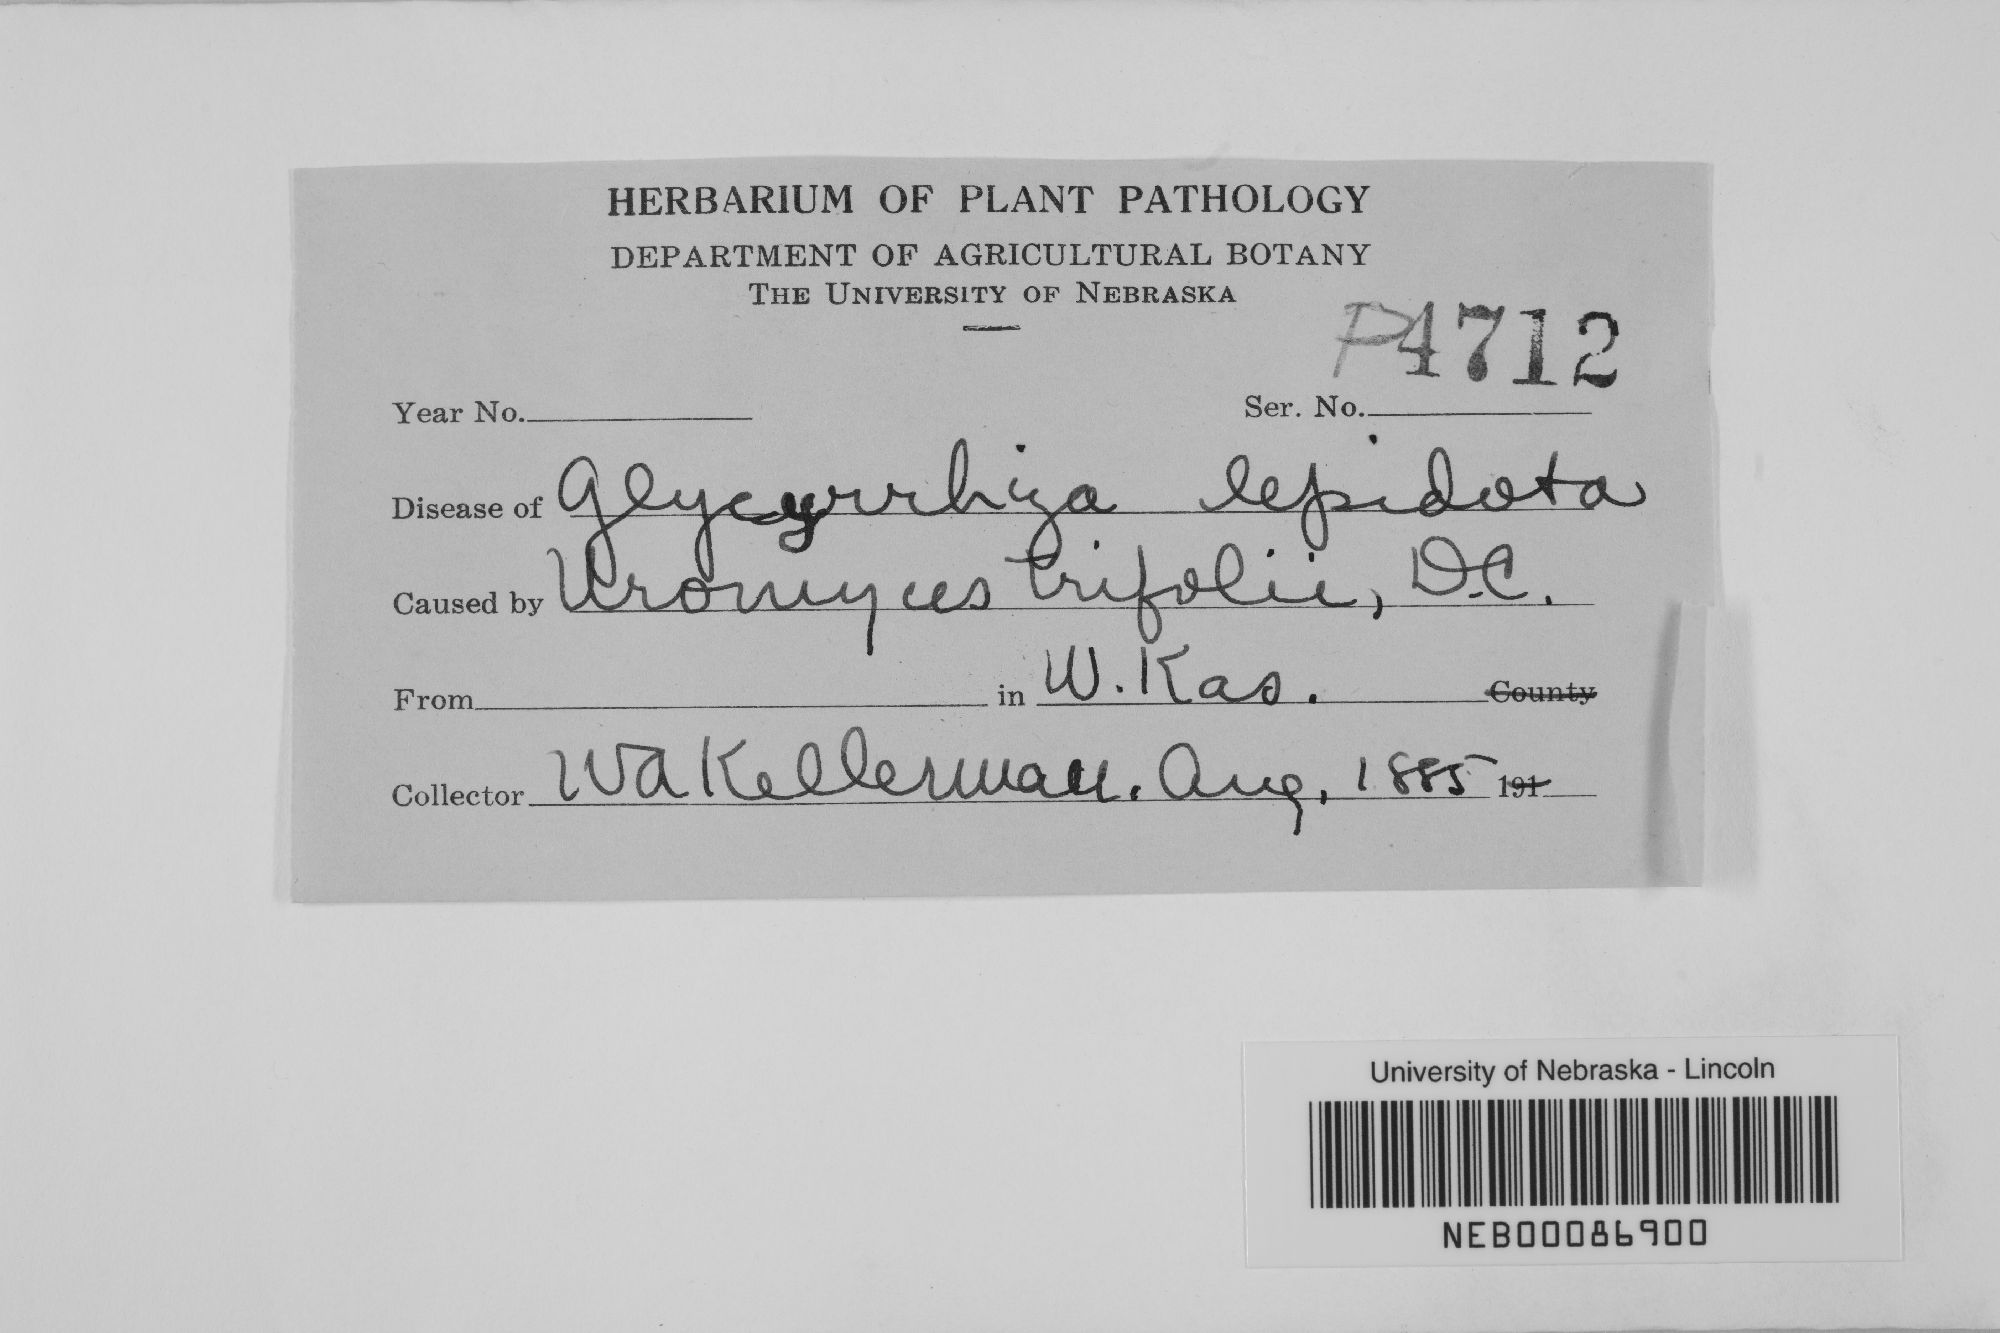 HERBARIUM OF PLANT PATHOLOGY
DEPARTMENT OF AGRICULTURAL BOTANY
THE UNIVERSITY OF NEBRASKA
P4712
Year No. Ser. No.
Disease of Glycyrrhiza lepidota
Caused by Uromyces trifolii, D.C.
From in W. Kas. County
Collector WA Kellerman. Aug, 1885 191
University of Nebraska - Lincoln
NEB00086900